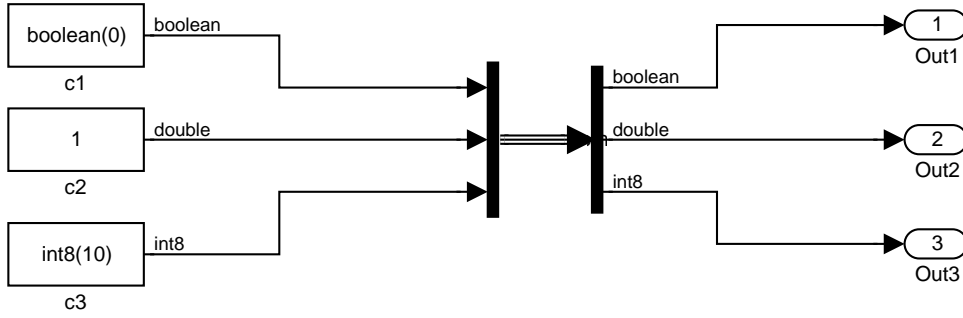 boolean(0)
boolean
c1
1
double
c2
int8(10)
int8
c3
boolean
double
int8
1
Out1
2
Out2
3
Out3